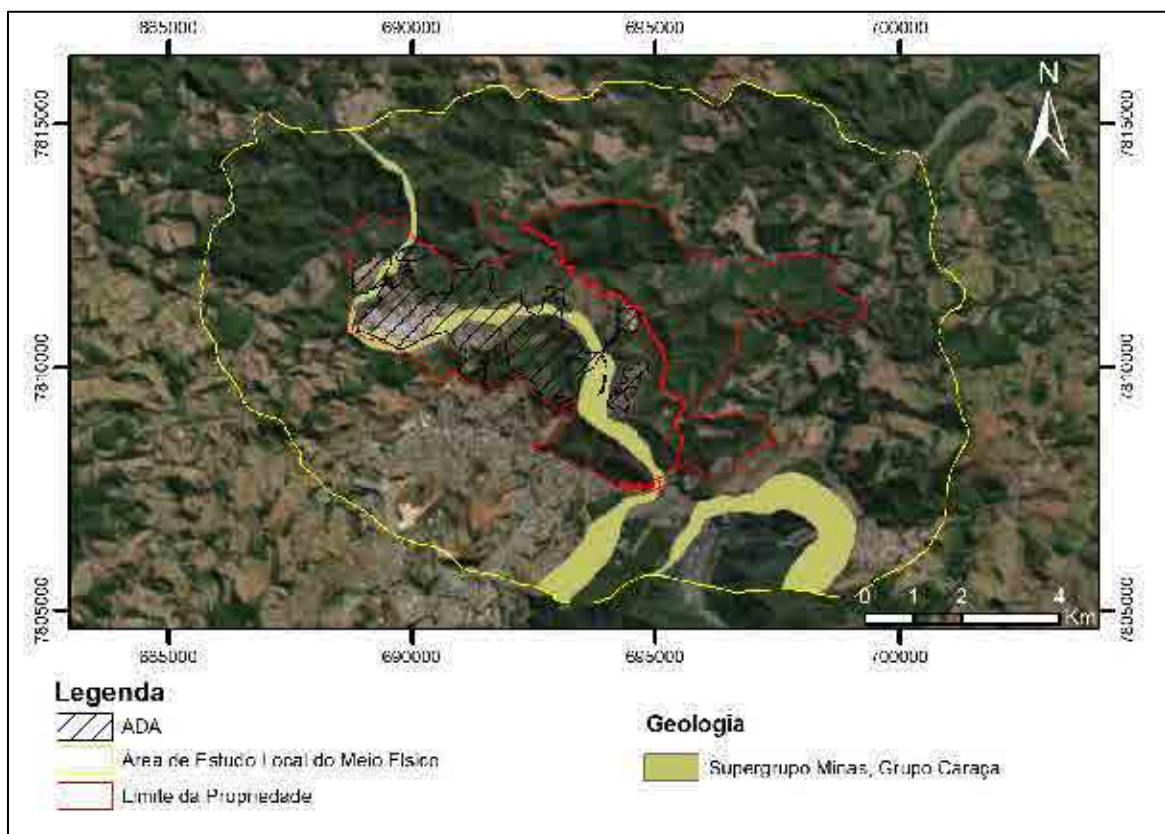 685000 690000 695000 700000
N
7815000 7815000
7810000 7810000
7805000 7805000
0 1 2 4
Km
685000 690000 695000 700000
Legenda
ADA
Área de Estudo Local do Meio Físico
Limite da Propriedade
Geologia
Supergrupo Minas, Grupo Caraça